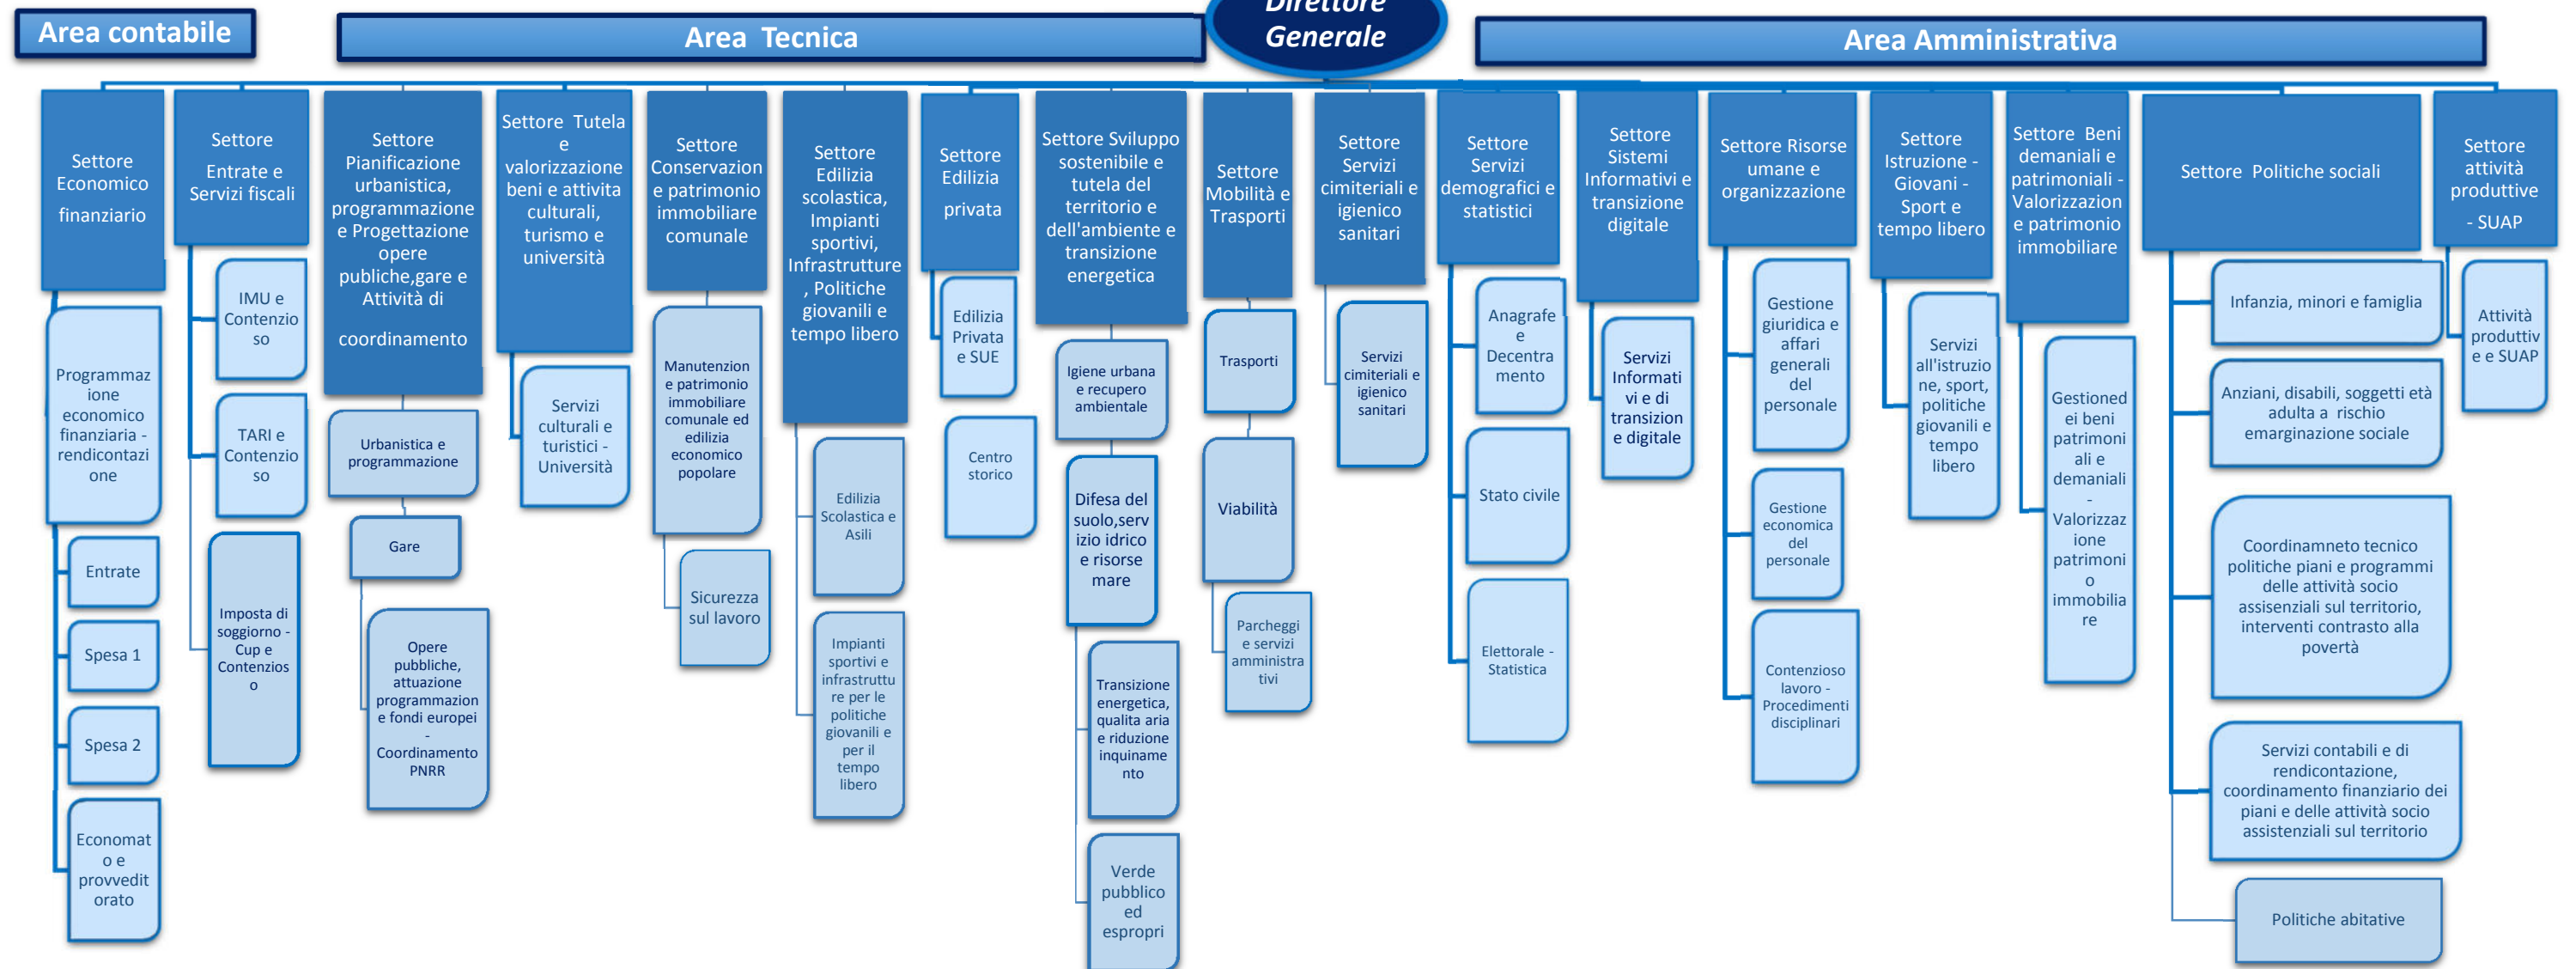 Direttore
Generale
Area contabile
Area Tecnica
Area Amministrativa
Settore
Economico
finanziario
Programmaz
ione
economico
finanziaria -
rendicontazi
one
Entrate
Spesa 1
Spesa 2
Economat
o e
provvedit
orato
Settore
Entrate e
Servizi fiscali
IMU e
Contenzio
so
TARI e
Contenzio
so
Imposta di
soggiorno -
Cup e
Contenzios
o
Settore
Pianificazione
urbanistica,
programmazione
e Progettazione
opere
publiche,gare e
Attività di
coordinamento
Urbanistica e
programmazione
Gare
Opere
pubbliche,
attuazione
programmazion
e fondi europei
-
Coordinamento
PNRR
Settore Tutela
e
valorizzazione
beni e attivita
culturali,
turismo e
università
Servizi
culturali e
turistici -
Università
Settore
Conservazion
e patrimonio
immobiliare
comunale
Manutenzion
e patrimonio
immobiliare
comunale ed
edilizia
economico
popolare
Sicurezza
sul lavoro
Settore
Edilizia
scolastica,
Impianti
sportivi,
Infrastrutture
, Politiche
giovanili e
tempo libero
Edilizia
Scolastica e
Asili
Impianti
sportivi e
infrastruttu
re per le
politiche
giovanili e
per il
tempo
libero
Settore
Edilizia
privata
Edilizia
Privata
e SUE
Centro
storico
Settore Sviluppo
sostenibile e
tutela del
territorio e
dell'ambiente e
transizione
energetica
Igiene urbana
e recupero
ambientale
Difesa del
suolo,serv
izio idrico
e risorse
mare
Transizione
energetica,
qualita aria
e riduzione
inquiname
nto
Verde
pubblico
ed
espropri
Settore
Mobilità e
Trasporti
Trasporti
Viabilità
Parcheggi
e servizi
amministra
tivi
Settore
Servizi
cimiteriali e
igienico
sanitari
Servizi
cimiteriali e
igienico
sanitari
Settore
Servizi
demografici e
statistici
Anagrafe
e
Decentra
mento
Stato civile
Elettorale -
Statistica
Settore
Sistemi
Informativi e
transizione
digitale
Servizi
Informati
vi e di
transizion
e digitale
Settore Risorse
umane e
organizzazione
Gestione
giuridica e
affari
generali
del
personale
Gestione
economica
del
personale
Contenzioso
lavoro -
Procedimenti
disciplinari
Settore
Istruzione -
Giovani -
Sport e
tempo libero
Servizi
all'istruzio
ne, sport,
politiche
giovanili e
tempo
libero
Settore Beni
demaniali e
patrimoniali -
Valorizzazion
e patrimonio
immobiliare
Gestioned
ei beni
patrimoni
ali e
demaniali
-
Valorizzaz
ione
patrimoni
o
immobilia
re
Settore Politiche sociali
Infanzia, minori e famiglia
Anziani, disabili, soggetti età
adulta a rischio
emarginazione sociale
Coordinamneto tecnico
politiche piani e programmi
delle attività socio
assisenziali sul territorio,
interventi contrasto alla
povertà
Servizi contabili e di
rendicontazione,
coordinamento finanziario dei
piani e delle attività socio
assistenziali sul territorio
Politiche abitative
Settore
attività
produttive
- SUAP
Attività
produttiv
e e SUAP